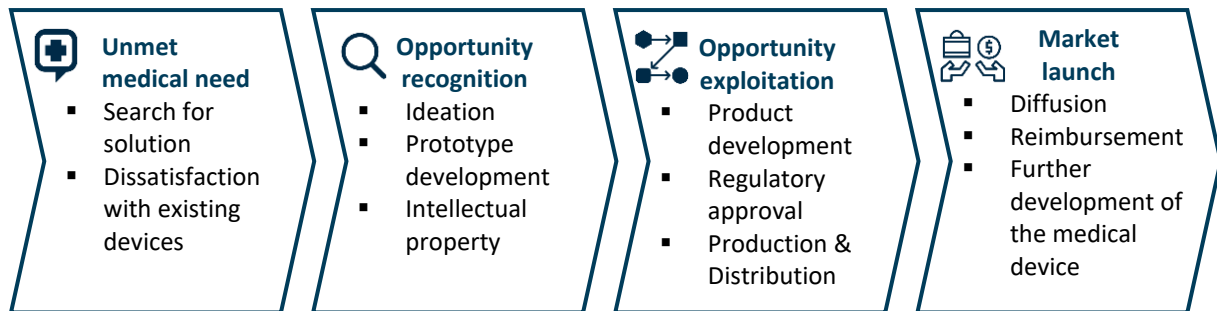 Unmet
medical need
▪ Search for
solution
▪ Dissatisfaction
with existing
devices
Opportunity
recognition
▪ Ideation
▪ Prototype
development
▪ Intellectual
property
Opportunity
exploitation
▪ Product
development
▪ Regulatory
approval
▪ Production &
Distribution
$
Market
launch
▪ Diffusion
▪ Reimbursement
▪ Further
development of
the medical
device